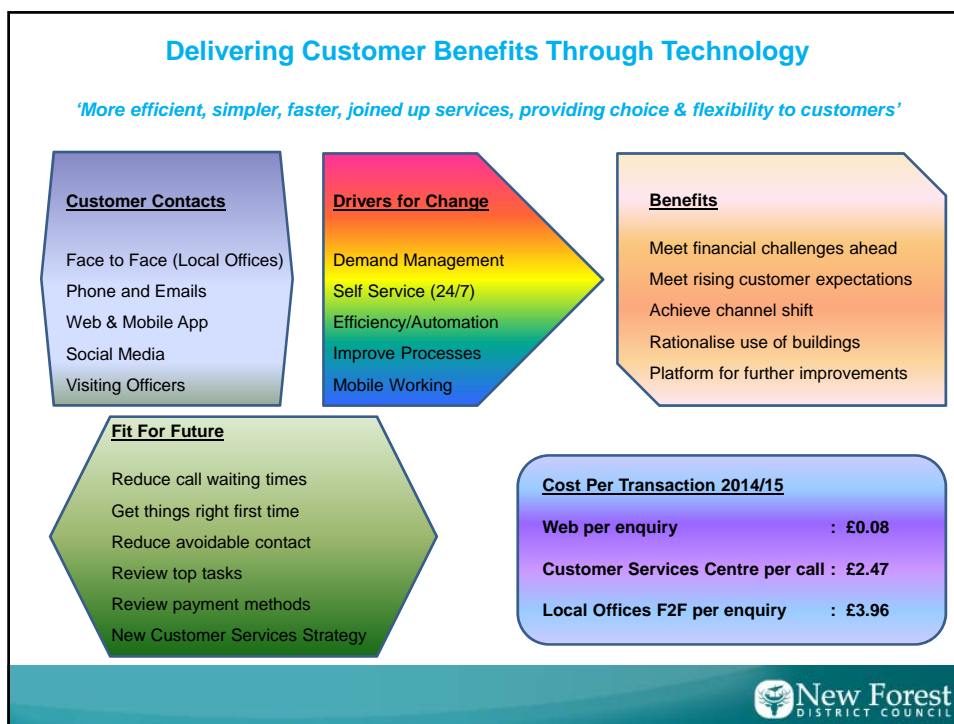 Delivering Customer Benefits Through Technology
‘More efficient, simpler, faster, joined up services, providing choice & flexibility to customers’
Customer Contacts
Face to Face (Local Offices)
Phone and Emails
Web & Mobile App
Social Media
Visiting Officers
Drivers for Change
Demand Management
Self Service (24/7)
Efficiency/Automation
Improve Processes
Mobile Working
Benefits
Meet financial challenges ahead
Meet rising customer expectations
Achieve channel shift
Rationalise use of buildings
Platform for further improvements
Fit For Future
Reduce call waiting times
Get things right first time
Reduce avoidable contact
Review top tasks
Review payment methods
New Customer Services Strategy
Cost Per Transaction 2014/15
Web per enquiry : £0.08
Customer Services Centre per call : £2.47
Local Offices F2F per enquiry : £3.96
New Forest
DISTRICT COUNCIL